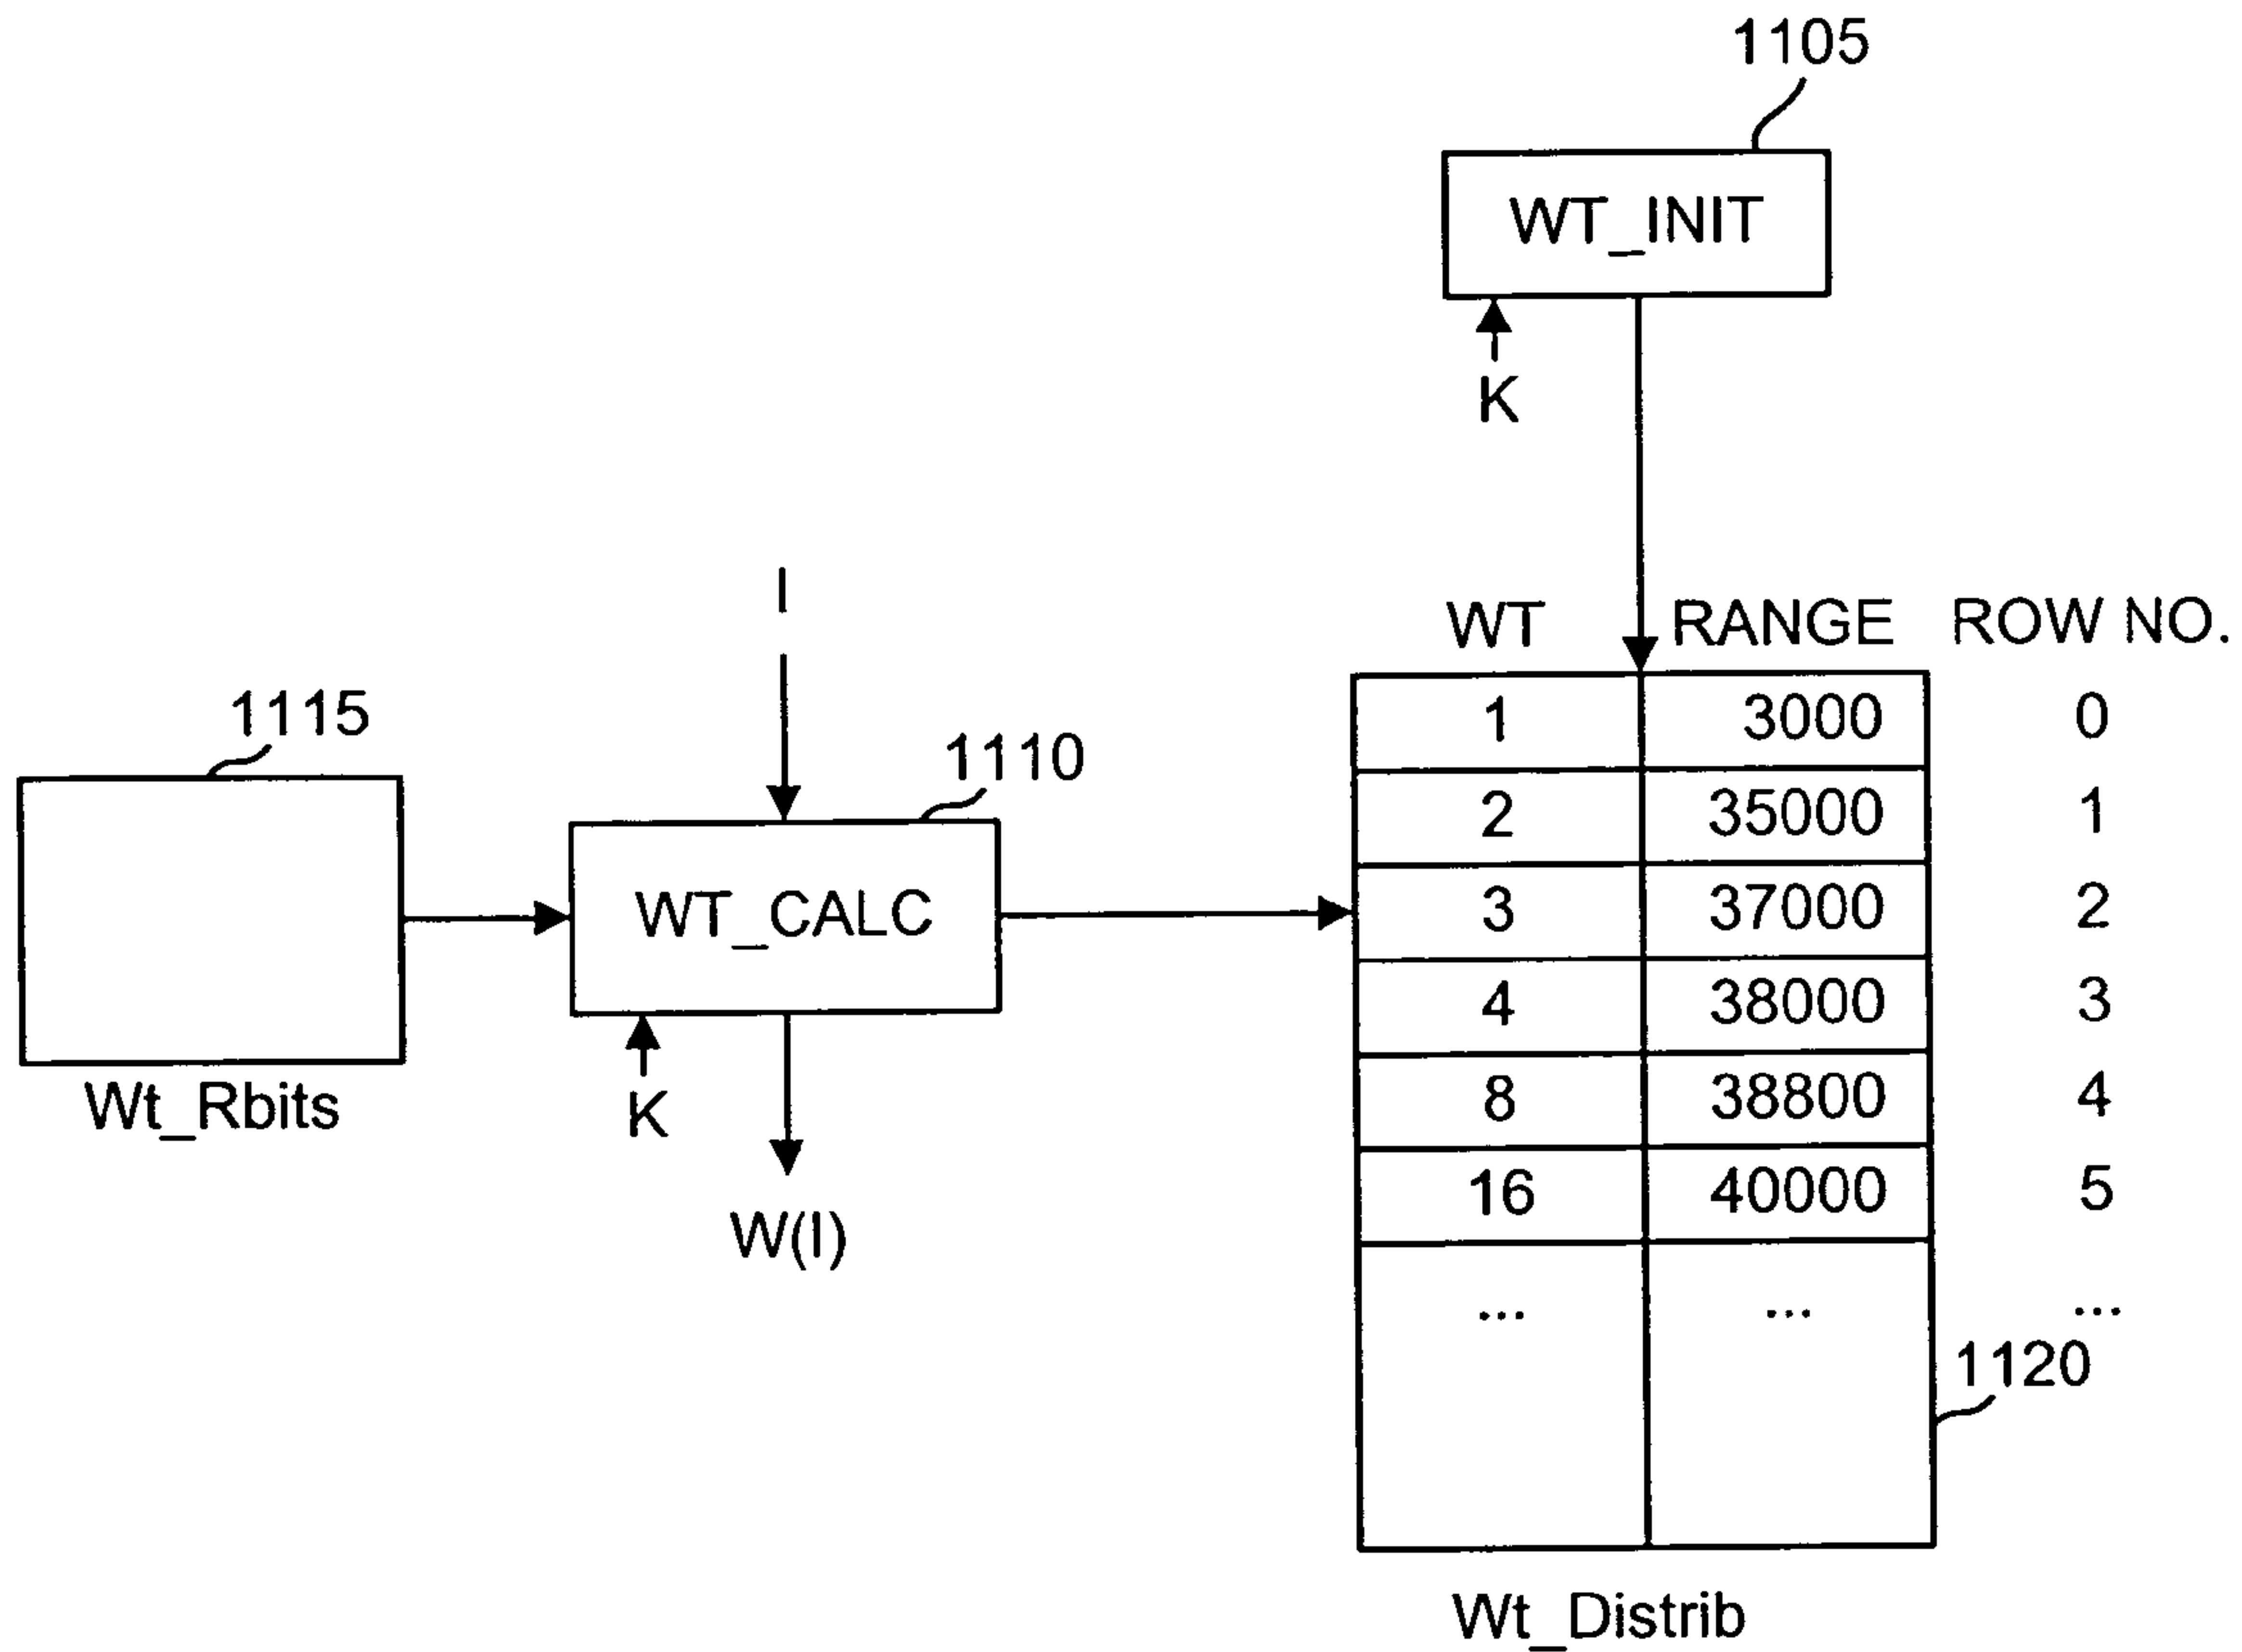 1105
WT_INIT
K
I
WT RANGE ROW NO.
1115
1 3000 0
1110
2 35000 1
WT_CALC
3 37000 2
4 38000 3
Wt_Rbits
K
8 38800 4
16 40000 5
W(I)
... ... ...
1120
Wt_Distrib